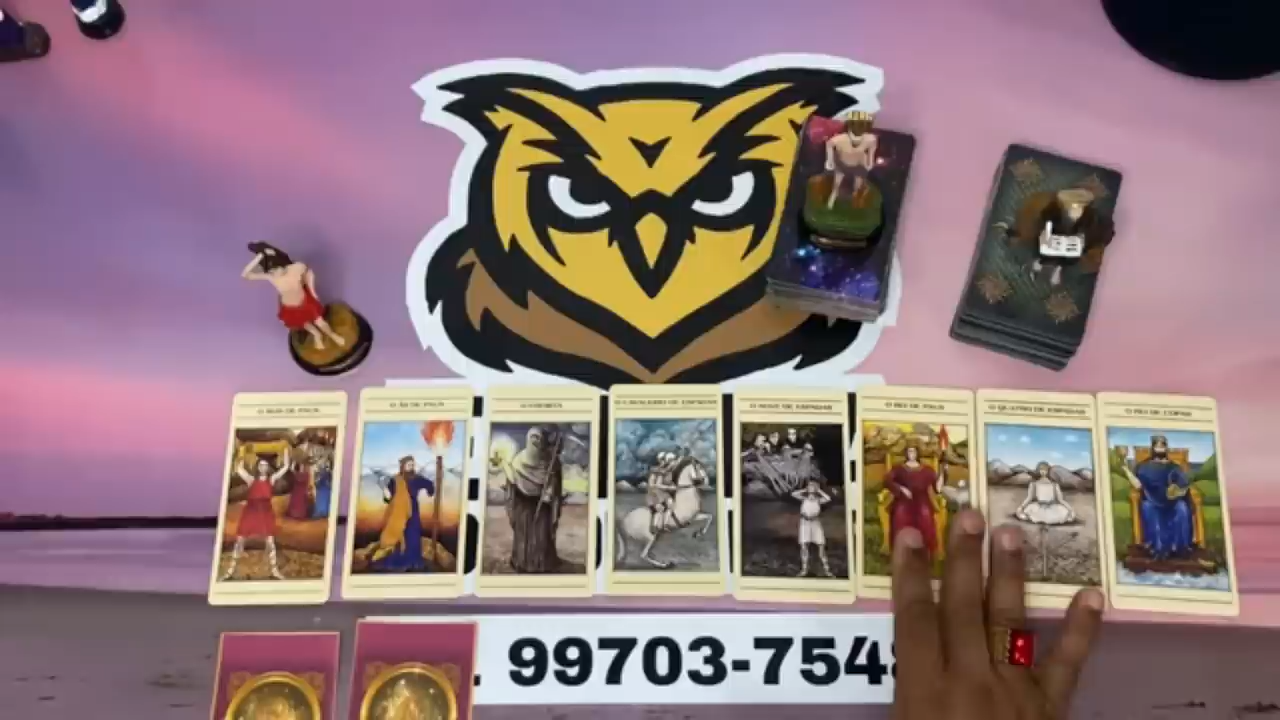 O ÁS DE PAUS
O EREMITA
O CAVALEIRO DE ESPADAS
O NOVE DE ESPADAS
O REI DE PAUS
O QUATRO DE ESPADAS
O REI DE COPAS
99703-754